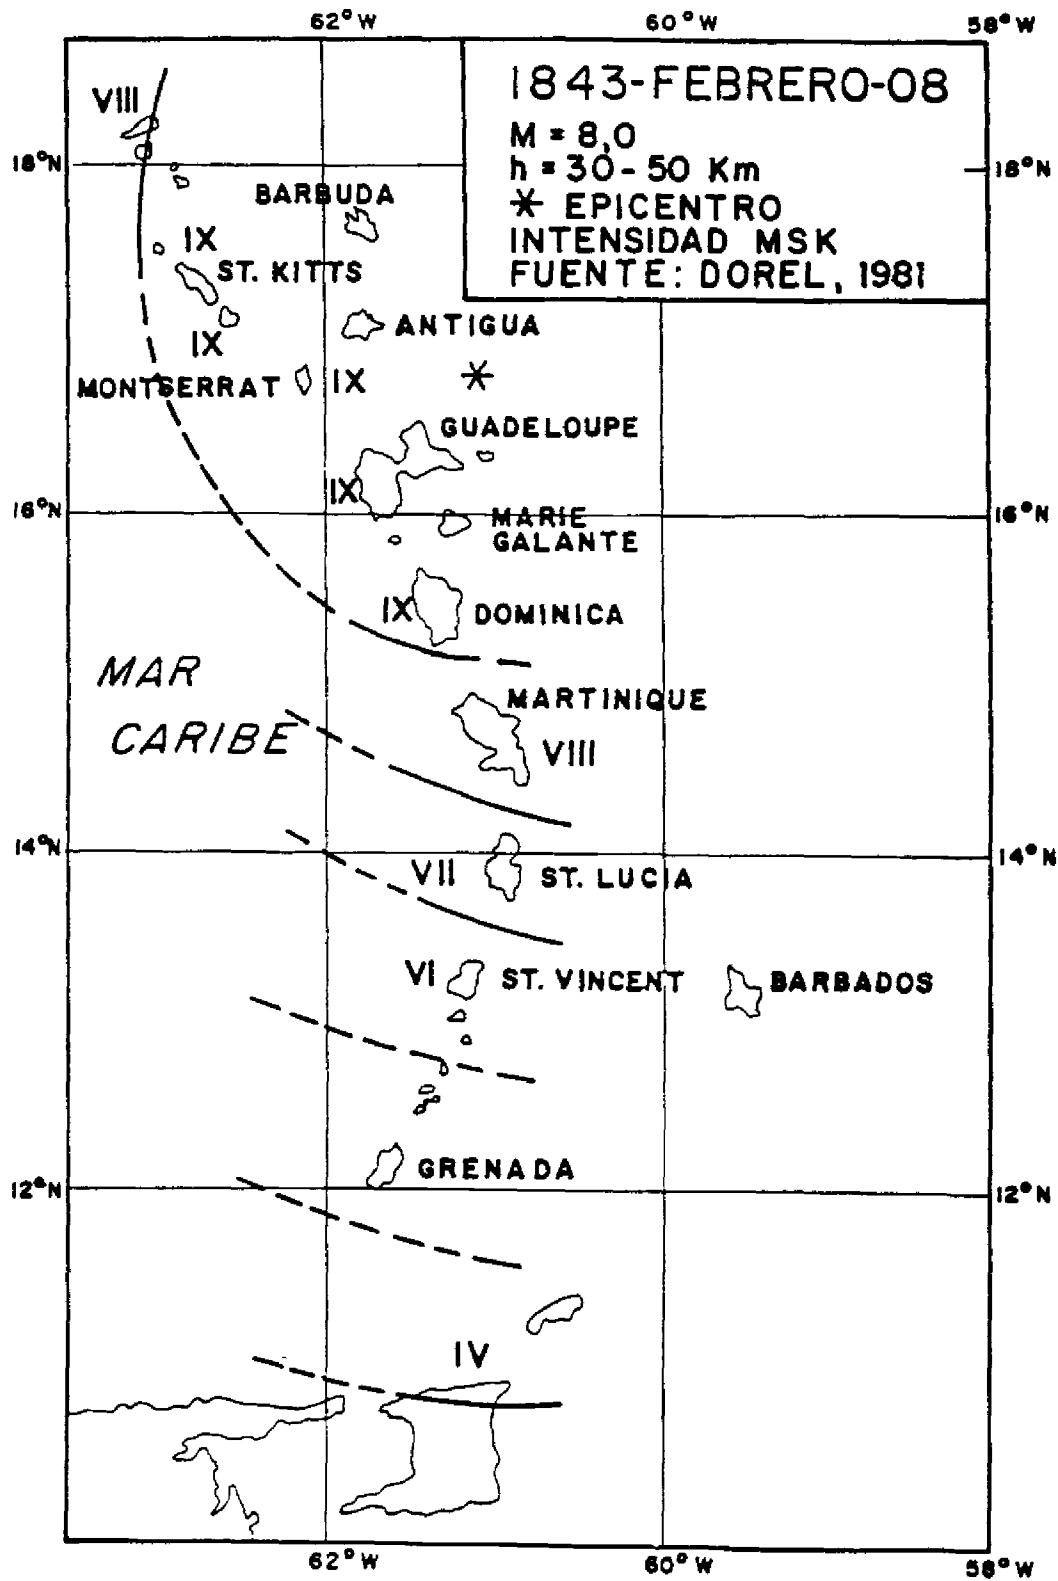 62°W
60°W
58°W
1843-FEBRERO-08
M = 8,0
h = 30-50 Km
* EPICENTRO
INTENSIDAD MSK
FUENTE: DOREL, 1981
VIII
18°N
18°N
BARBUDA
IX
ST. KITTS
IX
ANTIGUA
MONTSERRAT
IX
GUADELOUPE
IX
16°N
16°N
MARIE
GALANTE
IX
DOMINICA
MAR
CARIBE
MARTINIQUE
VIII
14°N
14°N
VII
ST. LUCIA
VI
ST. VINCENT
BARBADOS
GRENADA
12°N
12°N
IV
62°W
60°W
58°W